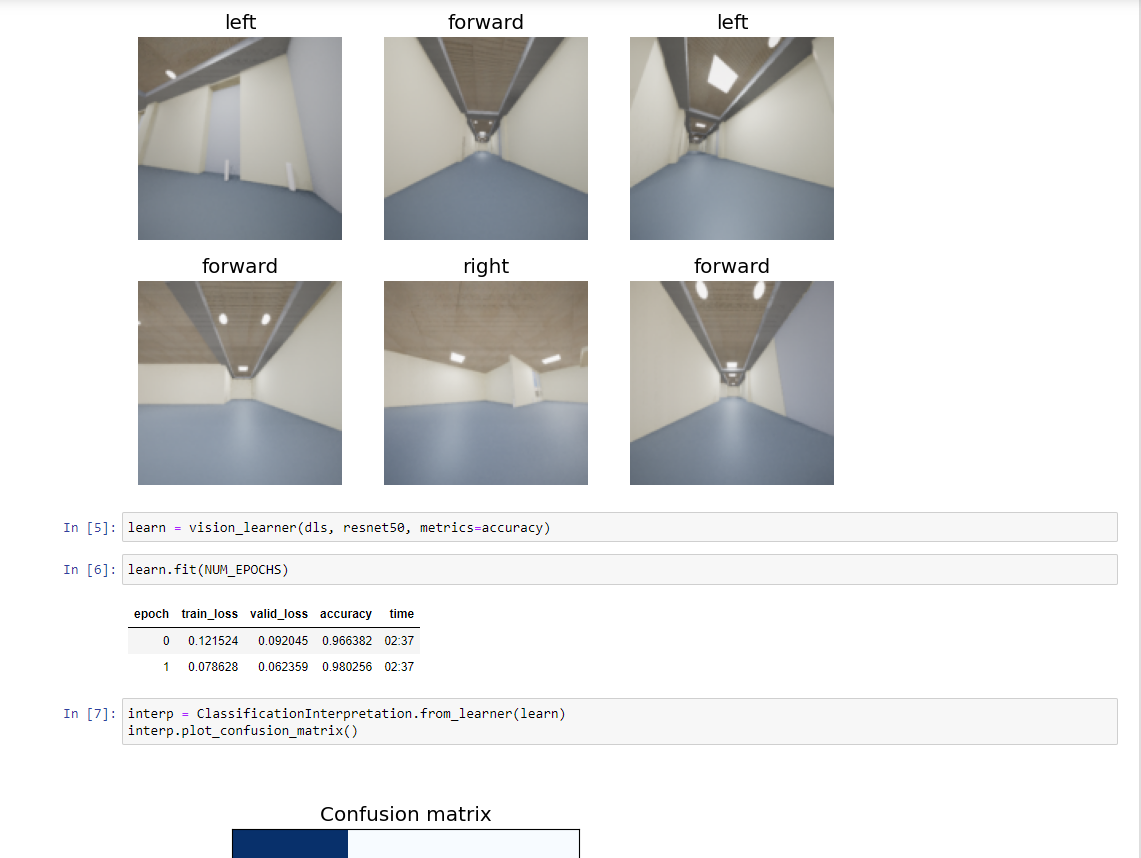 left forward left
forward right forward
In [5]: learn = vision_learner(dls, resnet50, metrics=accuracy)
In [6]: learn.fit(NUM_EPOCHS)
epoch train_loss valid_loss accuracy time
0 0.121524 0.092045 0.966382 02:37
1 0.078628 0.062359 0.980256 02:37
In [7]: interp = ClassificationInterpretation.from_learner(learn)
interp.plot_confusion_matrix()
Confusion matrix